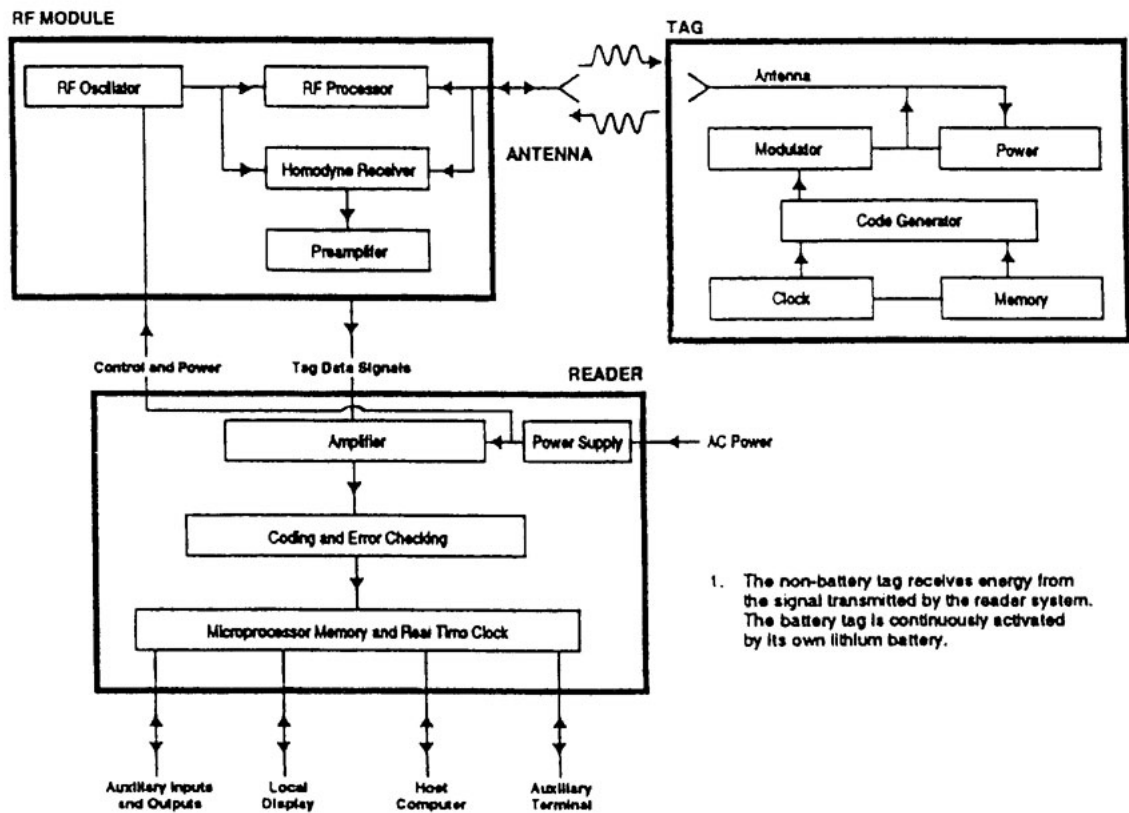 RF MODULE
RF Oscillator
RF Processor
Homodyne Receiver
Preamplifier
ANTENNA
TAG
Antenna
Modulator
Power
Code Generator
Clock
Memory
Control and Power
Tag Data Signals
READER
Amplifier
Power Supply
AC Power
Coding and Error Checking
Microprocessor Memory and Real Time Clock
Auxiliary Inputs
and Outputs
Local
Display
Host
Computer
Auxiliary
Terminal
1. The non-battery tag receives energy from
the signal transmitted by the reader system.
The battery tag is continuously activated
by its own lithium battery.